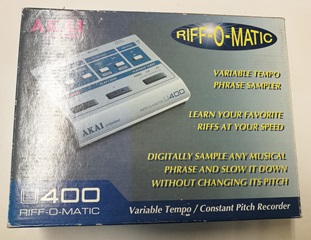 AKAI
RIFF-O-MATIC
VARIABLE TEMPO
PHRASE SAMPLER
LEARN YOUR FAVORITE
RIFFS AT YOUR SPEED
AKAI
DIGITALLY SAMPLE ANY MUSICAL
PHRASE AND SLOW IT DOWN
WITHOUT CHANGING ITS PITCH
U400
RIFF-O-MATIC
Variable Tempo / Constant Pitch Recorder